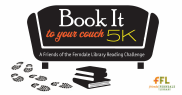 Book It
to your couch 5K
A Friends of the Ferndale Library Reading Challenge
FFL